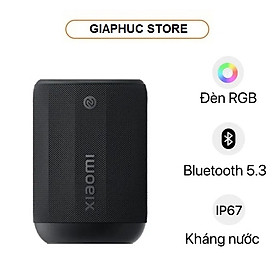 GIAPHUC STORE
Đèn RGB
xiaomi
Bluetooth 5.3
IP67
Kháng nước